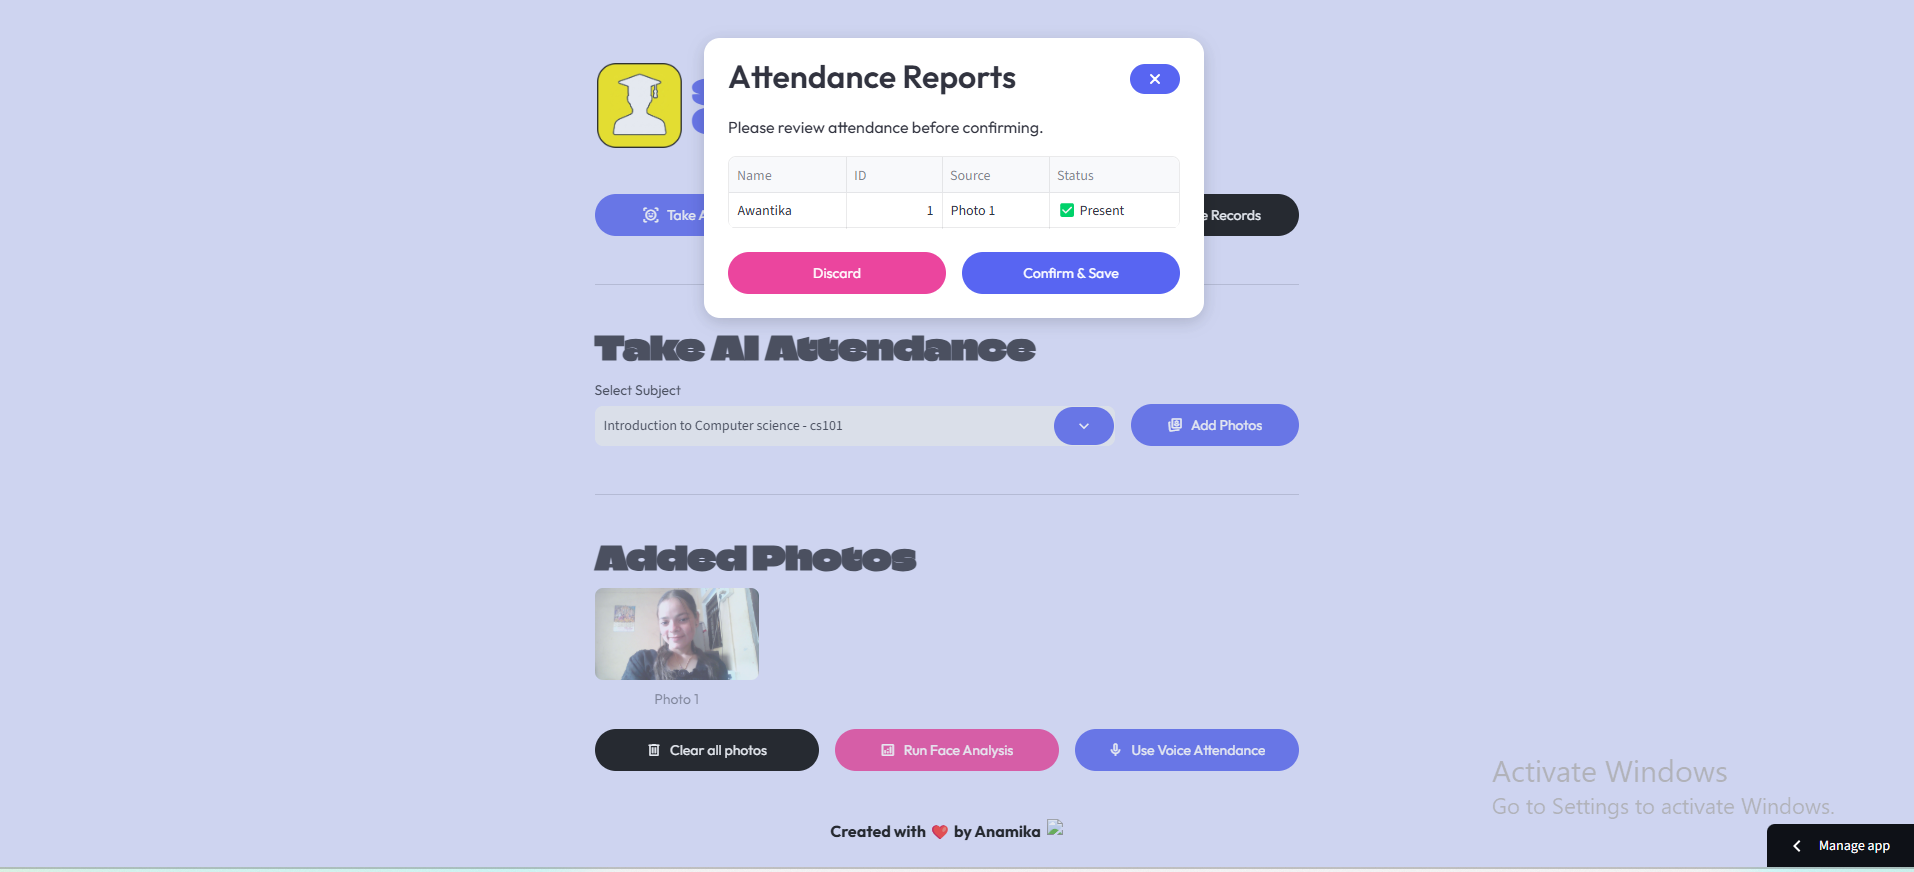 Attendance Reports
Please review attendance before confirming.
Name ID Source Status
Awantika 1 Photo 1 ✅ Present
Discard Confirm & Save
Take Records
Take AI Attendance
Select Subject
Introduction to Computer science - cs101
Add Photos
Added Photos
Photo 1
Clear all photos Run Face Analysis Use Voice Attendance
Created with ❤️ by Anamika
Activate Windows
Go to Settings to activate Windows.
Manage app